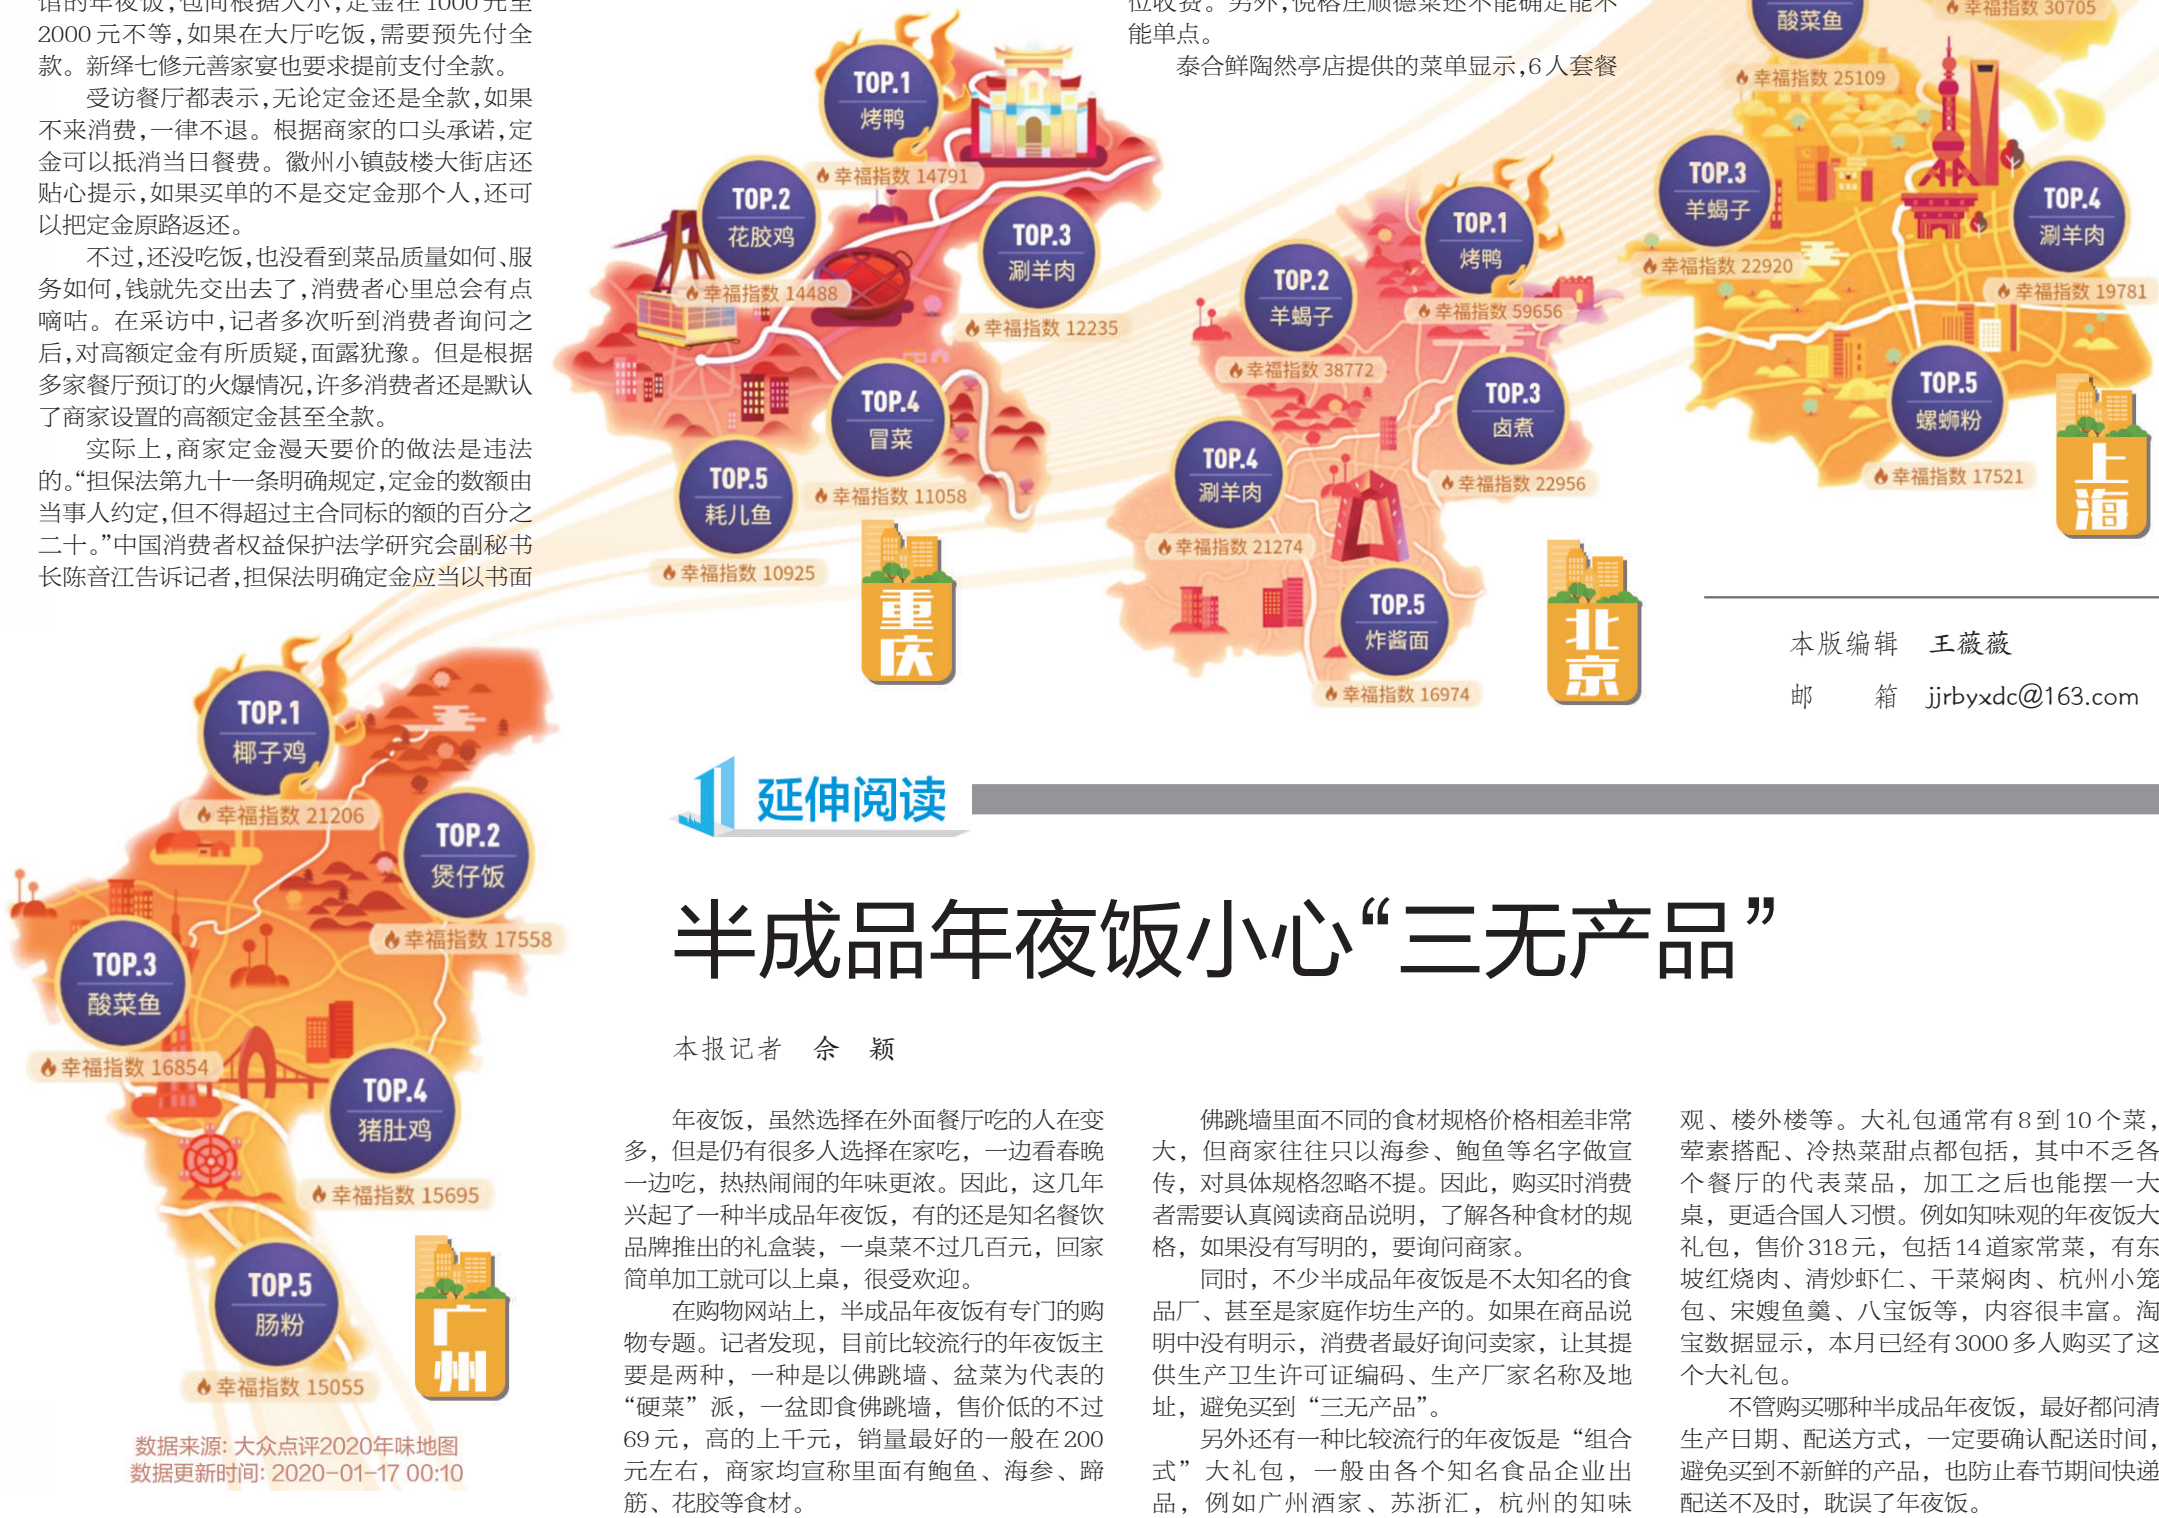 馆的年夜饭,包间根据大小,定金在1000元至
2000元不等,如果在大厅吃饭,需要预先付全
款。新绎七修元善家宴也要求提前支付全款。
受访餐厅都表示,无论定金还是全款,如果
不来消费,一律不退。根据商家的口头承诺,定
金可以抵消当日餐费。徽州小镇鼓楼大街店还
贴心提示,如果买单的不是交定金那个人,还可
以把定金原路返还。
不过,还没吃饭,也没看到菜品质量如何、服
务如何,钱就先交出去了,消费者心里总会有点
嘀咕。在采访中,记者多次听到消费者询问之
后,对高额定金有所质疑,面露犹豫。但是根据
多家餐厅预订的火爆情况,许多消费者还是默认
了商家设置的高额定金甚至全款。
实际上,商家定金漫天要价的做法是违法
的。“担保法第九十一条明确规定,定金的数额由
当事人约定,但不得超过主合同标的额的百分之
二十。”中国消费者权益保护法学研究会副秘书
长陈音江告诉记者,担保法明确定金应当以书面
位收费。另外,悦榕庄顺德菜还不能确定能不
能单点。
泰合鲜陶然亭店提供的菜单显示,6人套餐
TOP.1
烤鸭
幸福指数 14791
TOP.2
花胶鸡
幸福指数 14488
TOP.3
涮羊肉
幸福指数 12235
TOP.4
冒菜
幸福指数 11058
TOP.5
耗儿鱼
幸福指数 10925
重庆
TOP.1
烤鸭
幸福指数 59656
TOP.2
羊蝎子
幸福指数 38772
TOP.3
卤煮
幸福指数 22956
TOP.4
涮羊肉
幸福指数 21274
TOP.5
炸酱面
幸福指数 16974
北京
幸福指数 30705
酸菜鱼
幸福指数 25109
TOP.3
羊蝎子
幸福指数 22920
TOP.4
涮羊肉
幸福指数 19781
TOP.5
螺蛳粉
幸福指数 17521
上海
TOP.1
椰子鸡
幸福指数 21206
TOP.2
煲仔饭
幸福指数 17558
TOP.3
酸菜鱼
幸福指数 16854
TOP.4
猪肚鸡
幸福指数 15695
TOP.5
肠粉
幸福指数 15055
广州
数据来源: 大众点评2020年味地图
数据更新时间: 2020-01-17 00:10
本版编辑 王薇薇
邮 箱 jjrbyxdc@163.com
延伸阅读
半成品年夜饭小心“三无产品”
本报记者 佘 颖
年夜饭，虽然选择在外面餐厅吃的人在变
多，但是仍有很多人选择在家吃，一边看春晚
一边吃，热热闹闹的年味更浓。因此，这几年
兴起了一种半成品年夜饭，有的还是知名餐饮
品牌推出的礼盒装，一桌菜不过几百元，回家
简单加工就可以上桌，很受欢迎。
在购物网站上，半成品年夜饭有专门的购
物专题。记者发现，目前比较流行的年夜饭主
要是两种，一种是以佛跳墙、盆菜为代表的
“硬菜”派，一盆即食佛跳墙，售价低的不过
69元，高的上千元，销量最好的一般在200
元左右，商家均宣称里面有鲍鱼、海参、蹄
筋、花胶等食材。
佛跳墙里面不同的食材规格价格相差非常
大，但商家往往只以海参、鲍鱼等名字做宣
传，对具体规格忽略不提。因此，购买时消费
者需要认真阅读商品说明，了解各种食材的规
格，如果没有写明的，要询问商家。
同时，不少半成品年夜饭是不太知名的食
品厂、甚至是家庭作坊生产的。如果在商品说
明中没有明示，消费者最好询问卖家，让其提
供生产卫生许可证编码、生产厂家名称及地
址，避免买到“三无产品”。
另外还有一种比较流行的年夜饭是“组合
式”大礼包，一般由各个知名食品企业出
品，例如广州酒家、苏浙汇，杭州的知味
观、楼外楼等。大礼包通常有8到10个菜，
荤素搭配、冷热菜甜点都包括，其中不乏各
个餐厅的代表菜品，加工之后也能摆一大
桌，更适合国人习惯。例如知味观的年夜饭大
礼包，售价318元，包括14道家常菜，有东
坡红烧肉、清炒虾仁、干菜焖肉、杭州小笼
包、宋嫂鱼羹、八宝饭等，内容很丰富。淘
宝数据显示，本月已经有3000多人购买了这
个大礼包。
不管购买哪种半成品年夜饭，最好都问清
生产日期、配送方式，一定要确认配送时间，
避免买到不新鲜的产品，也防止春节期间快递
配送不及时，耽误了年夜饭。